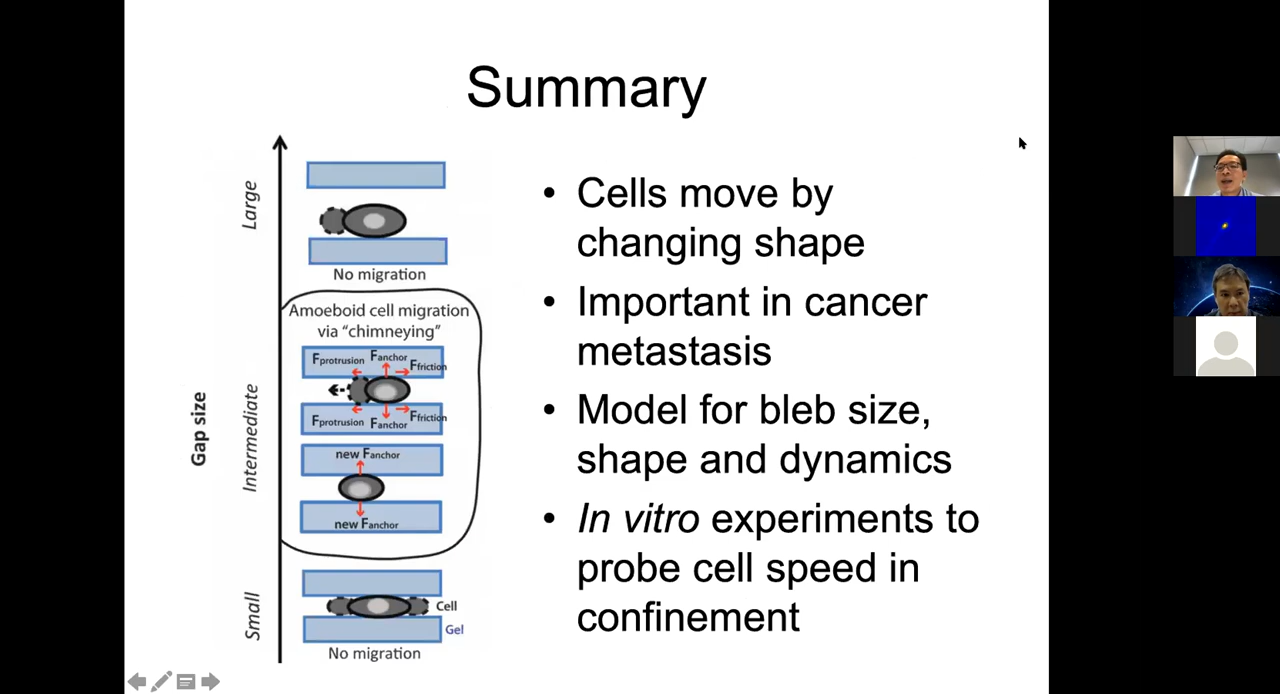 Summary
Large
No migration
Amoeboid cell migration
via "chimneying"
Fprotrusion Fanchor Ffriction
Fprotrusion Fanchor Ffriction
new Fanchor
new Fanchor
Gap size
Intermediate
Small
Cell
Gel
No migration
• Cells move by
changing shape
• Important in cancer
metastasis
• Model for bleb size,
shape and dynamics
• In vitro experiments to
probe cell speed in
confinement